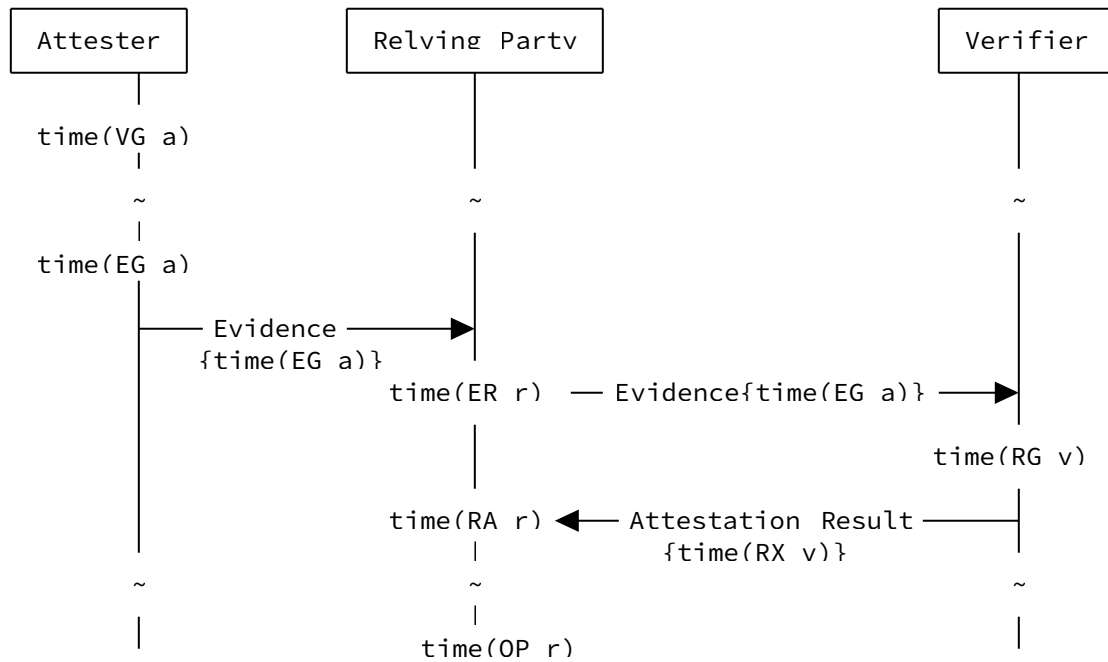 Attester Relying Party Verifier
time(VG_a)
~ ~ ~
time(EG_a)
Evidence
{time(EG_a)}
time(ER_r) Evidence{time(EG_a)}
time(RG_v)
time(RA_r) Attestation Result
{time(RX_v)}
~ ~ ~
time(OP_r)